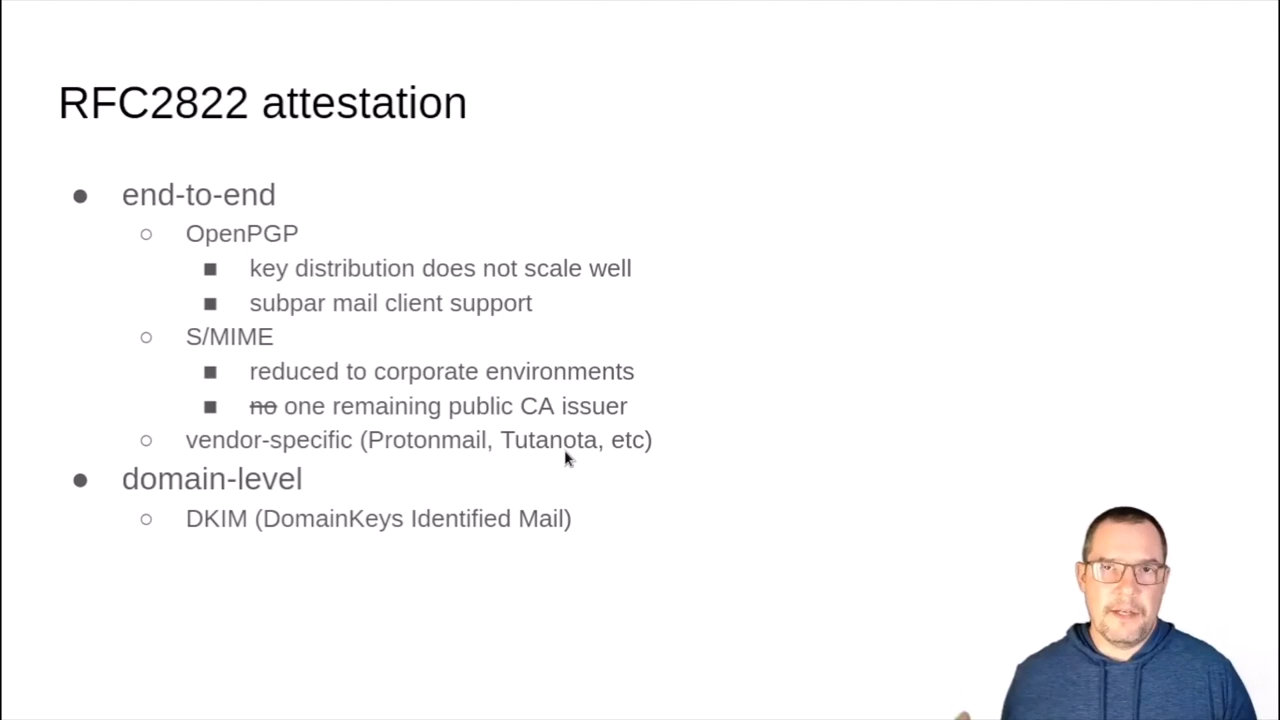 RFC2822 attestation
end-to-end
OpenPGP
key distribution does not scale well
subpar mail client support
S/MIME
reduced to corporate environments
no one remaining public CA issuer
vendor-specific (Protonmail, Tutanota, etc)
domain-level
DKIM (DomainKeys Identified Mail)